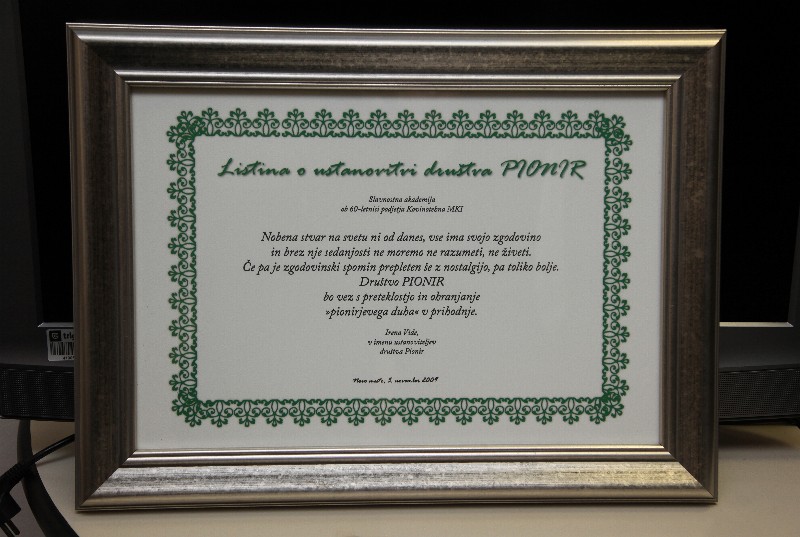 Listina o ustanovitvi društva PIONIR
Slavnostna akademija
ob 60-letnici podjetja Kovinotehna MKI
Nobena stvar na svetu ni od danes, vse ima svojo zgodovino
in brez nje sedanjosti ne moremo ne razumeti, ne živeti.
Če pa je zgodovinski spomin prepleten še z nostalgijo, pa toliko bolje.
Društvo PIONIR
bo vez s preteklostjo in ohranjanje
»pionirjevega duha« v prihodnje.
Irena Vide,
v imenu ustanoviteljev
društva Pionir
Novo mesto, 5. november 2009